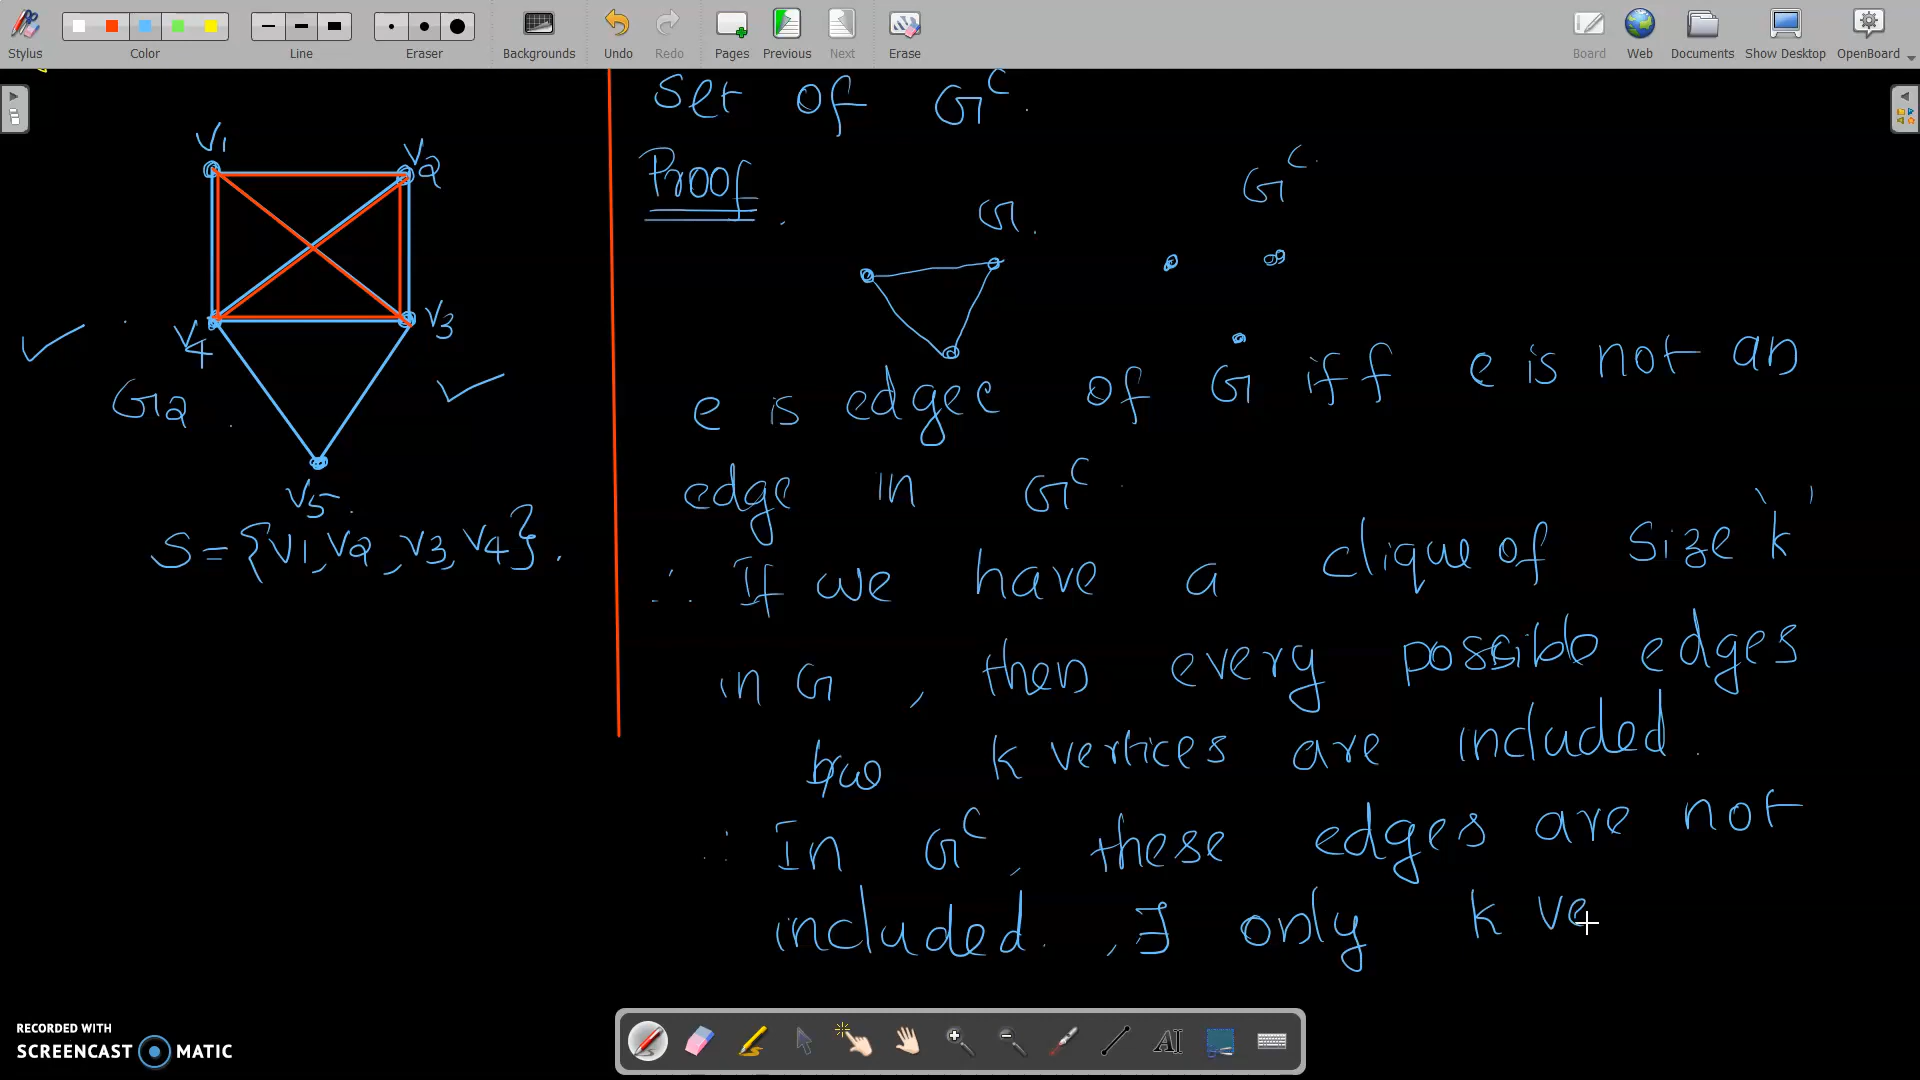 Stylus
Color
Line
Eraser
Backgrounds
Undo
Redo
Pages
Previous
Next
Erase
Board
Web
Documents
Show Desktop
OpenBoard
V1
V2
V4
V3
G2
V5
S = {V1, V2, V3, V4}.
Set of G^C.
Proof.
G.
G^C.
e is edgee of G iff e is not an
edge in G^C.
∴ If we have a clique of size 'k'
in G, then every possible edges
b/w k vertices are included.
∴ In G^C, these edges are not
included., ∃ only k ve
RECORDED WITH
SCREENCAST MATIC
AI